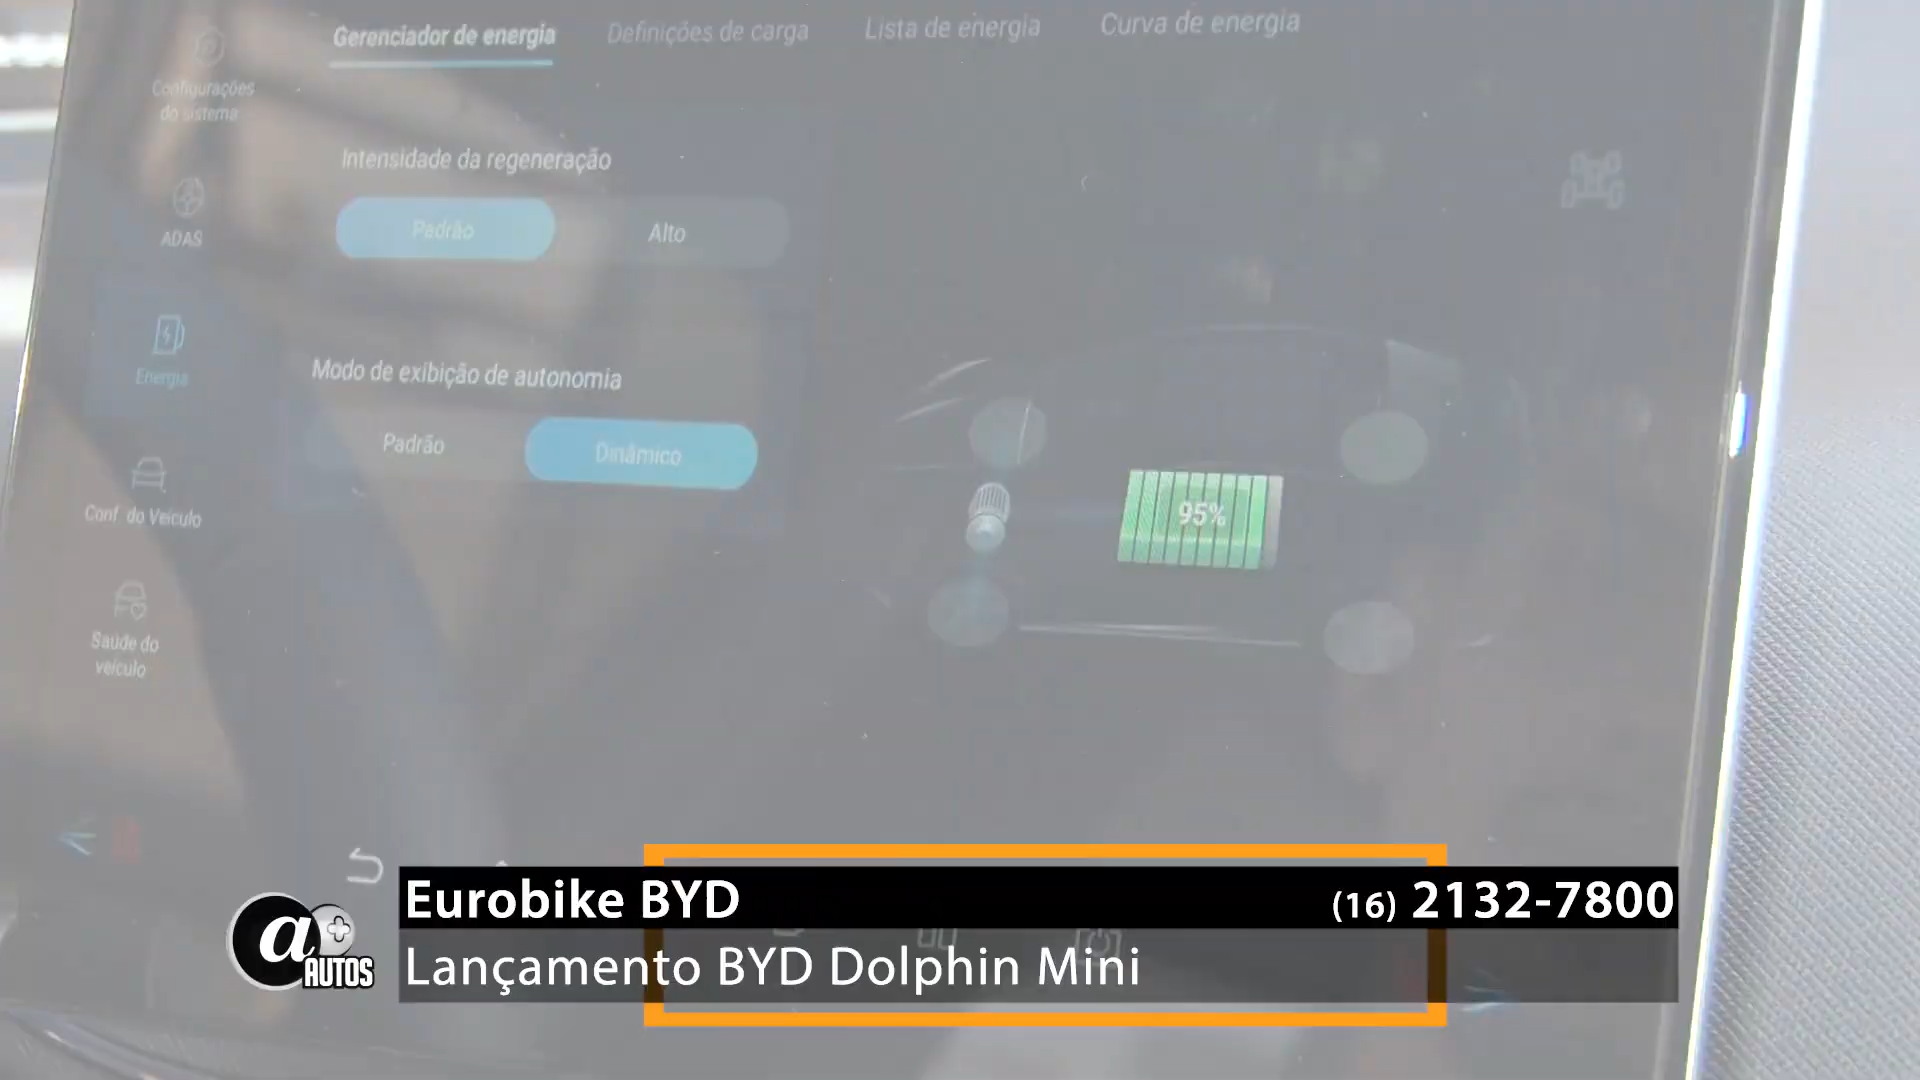 Gerenciador de energia
Definições de carga
Lista de energia
Curva de energia
Configurações
do sistema
Intensidade da regeneração
Padrão
Alto
ADAS
Energia
Modo de exibição de autonomia
Padrão
Dinâmico
95%
Conf. do Veículo
Saúde do
veículo
Eurobike BYD
(16) 2132-7800
Lançamento BYD Dolphin Mini
a
AUTOS